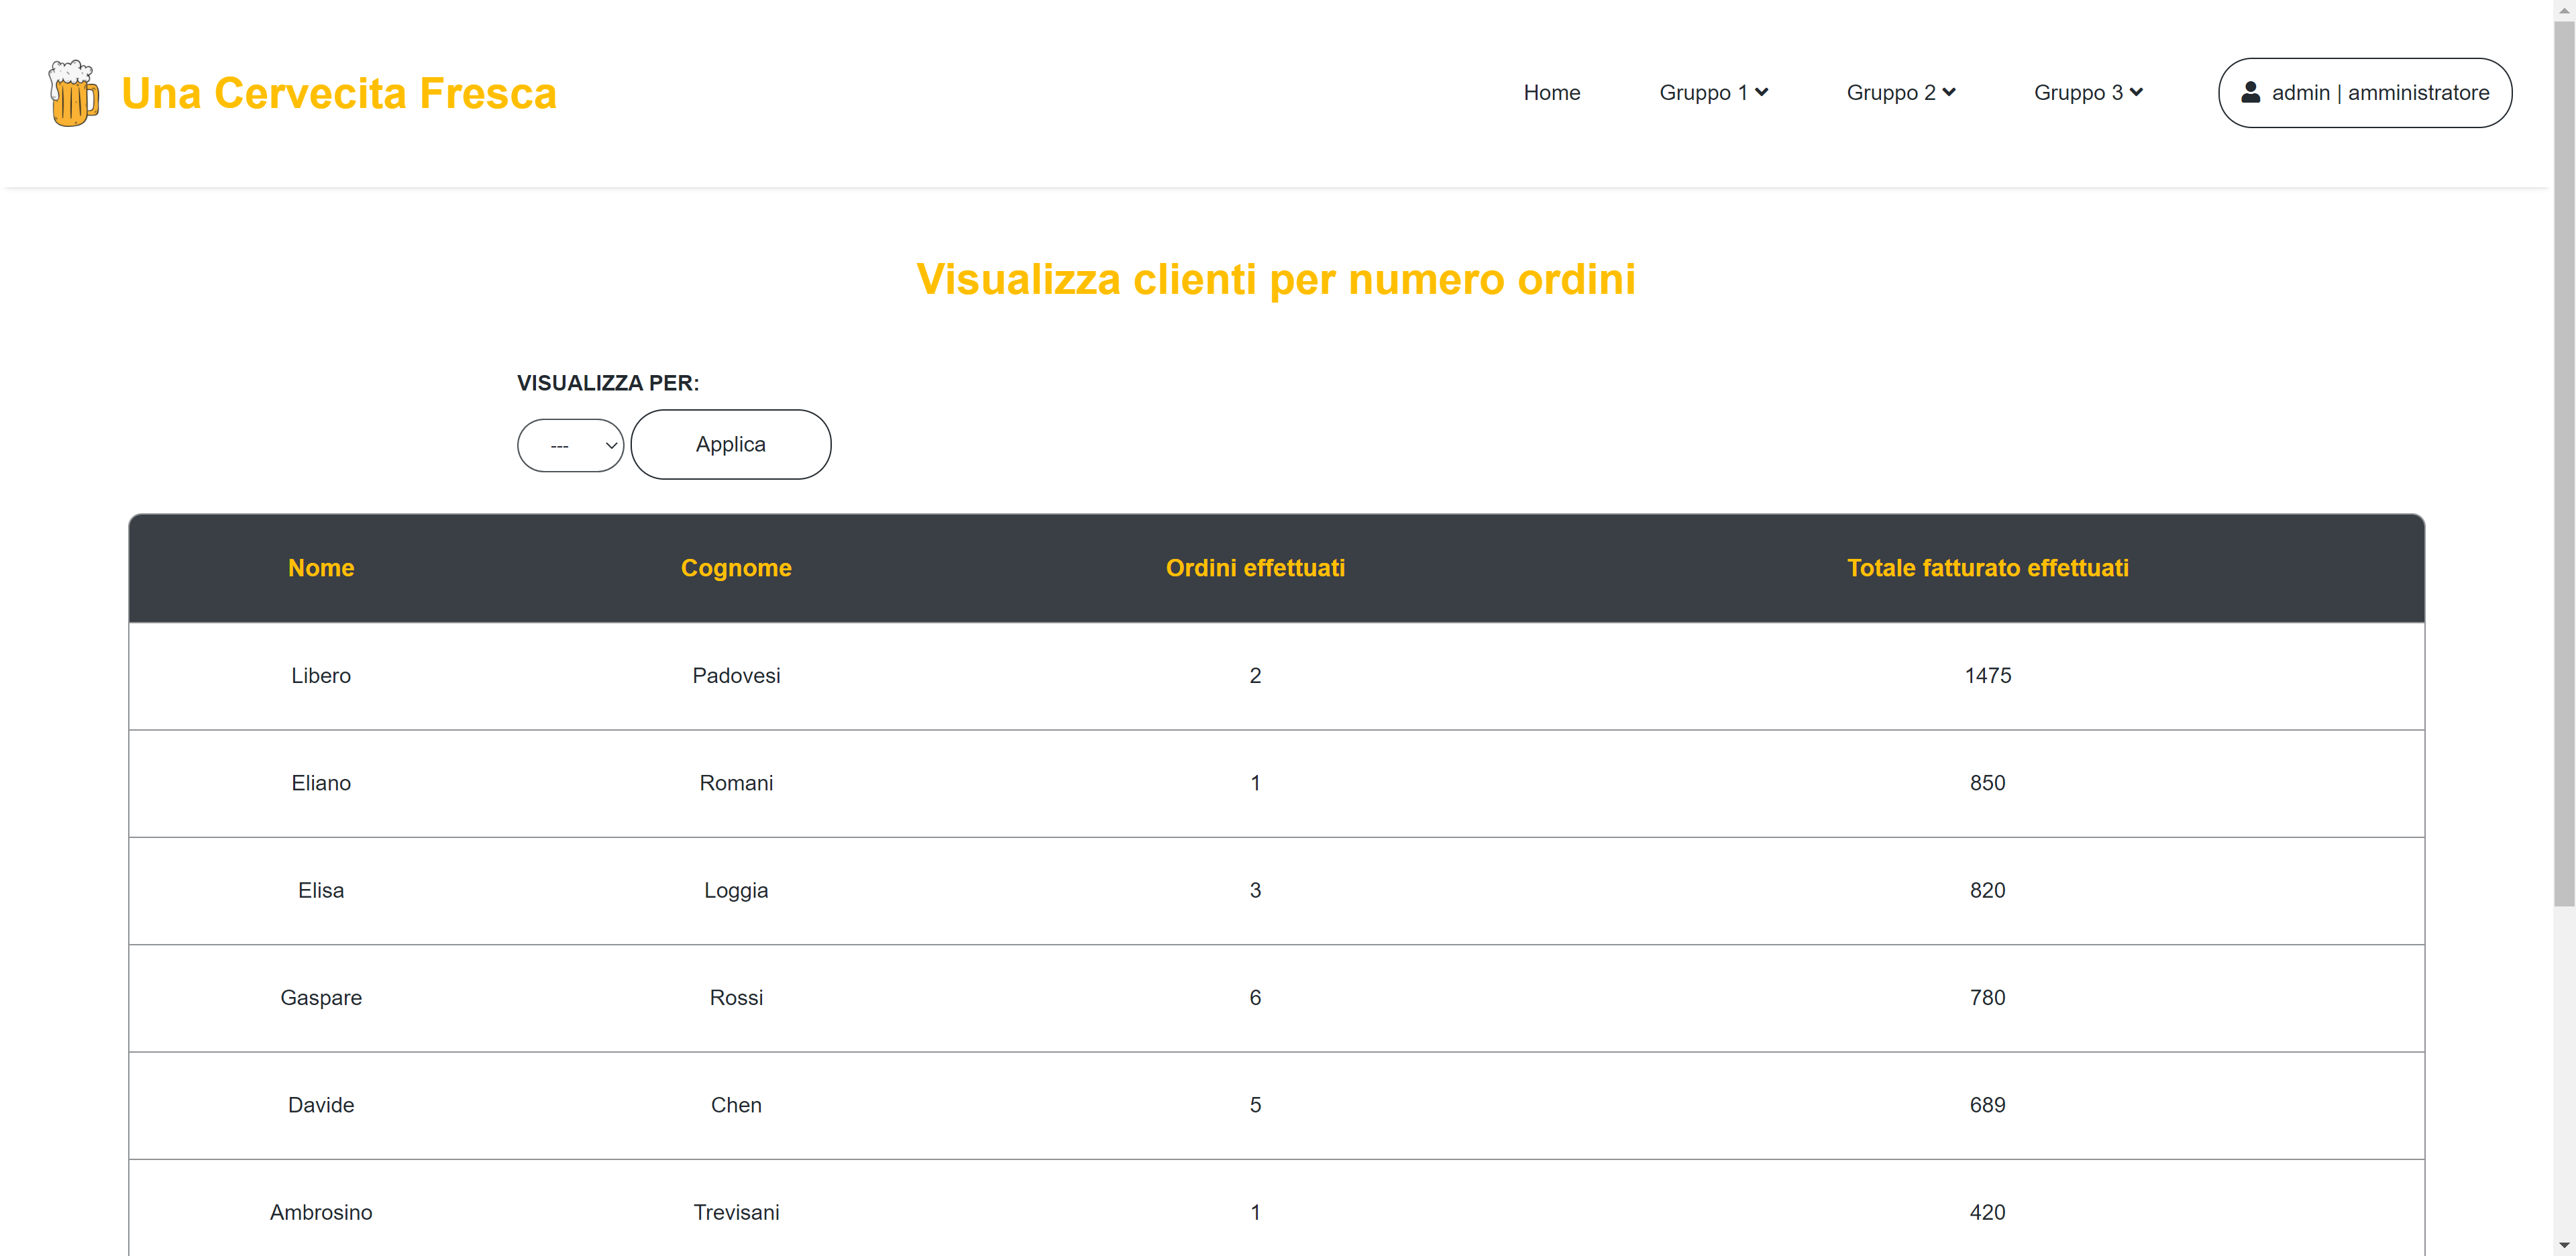 Una Cervecita Fresca
Home Gruppo 1 Gruppo 2 Gruppo 3 admin | amministratore
Visualizza clienti per numero ordini
VISUALIZZA PER:
--- Applica
Nome Cognome Ordini effettuati Totale fatturato effettuati
Libero Padovesi 2 1475
Eliano Romani 1 850
Elisa Loggia 3 820
Gaspare Rossi 6 780
Davide Chen 5 689
Ambrosino Trevisani 1 420